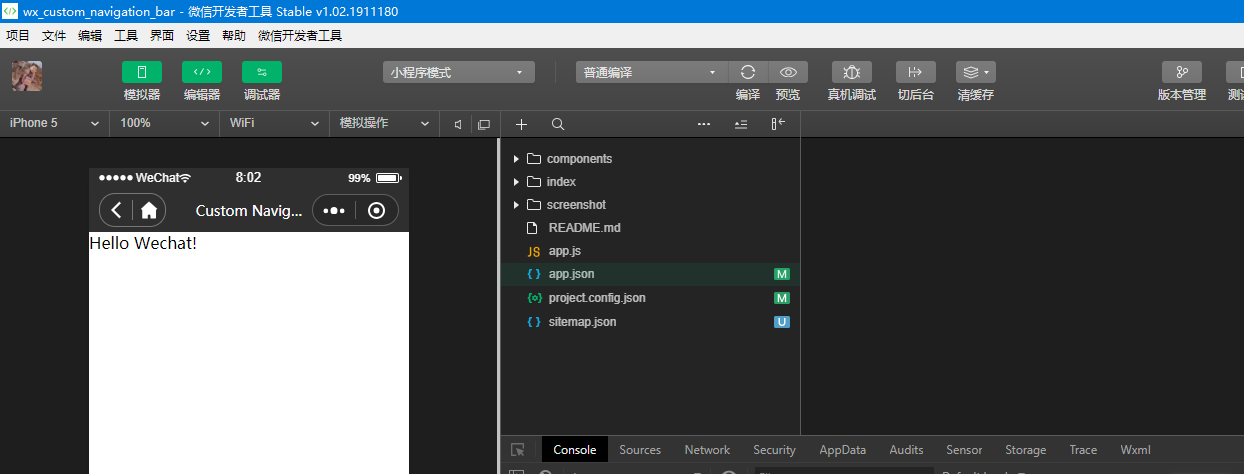 wx_custom_navigation_bar - 微信开发者工具 Stable v1.02.1911180
项目 文件 编辑 工具 界面 设置 帮助 微信开发者工具
小程序模式 普通编译
模拟器 编辑器 调试器 编译 预览 真机调试 切后台 清缓存 版本管理
iPhone 5 100% WiFi 模拟操作
WeChat 8:02 99%
Custom Navig...
Hello Wechat!
components
index
screenshot
README.md
JS app.js
{ } app.json M
{o} project.config.json M
{ } sitemap.json U
Console Sources Network Security AppData Audits Sensor Storage Trace Wxml